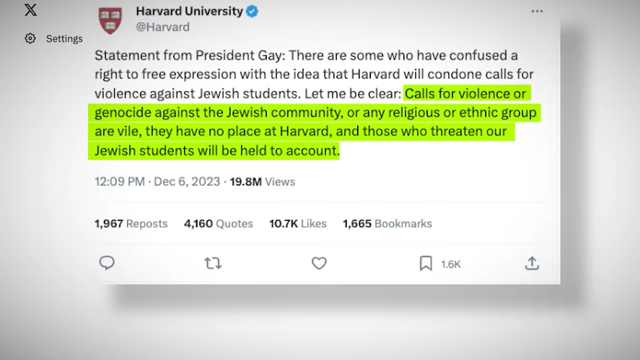 Harvard University
@Harvard
Settings
Statement from President Gay: There are some who have confused a
right to free expression with the idea that Harvard will condone calls for
violence against Jewish students. Let me be clear: Calls for violence or
genocide against the Jewish community, or any religious or ethnic group
are vile, they have no place at Harvard, and those who threaten our
Jewish students will be held to account.
12:09 PM · Dec 6, 2023 · 19.8M Views
1,967 Reposts 4,160 Quotes 10.7K Likes 1,665 Bookmarks
1.6K